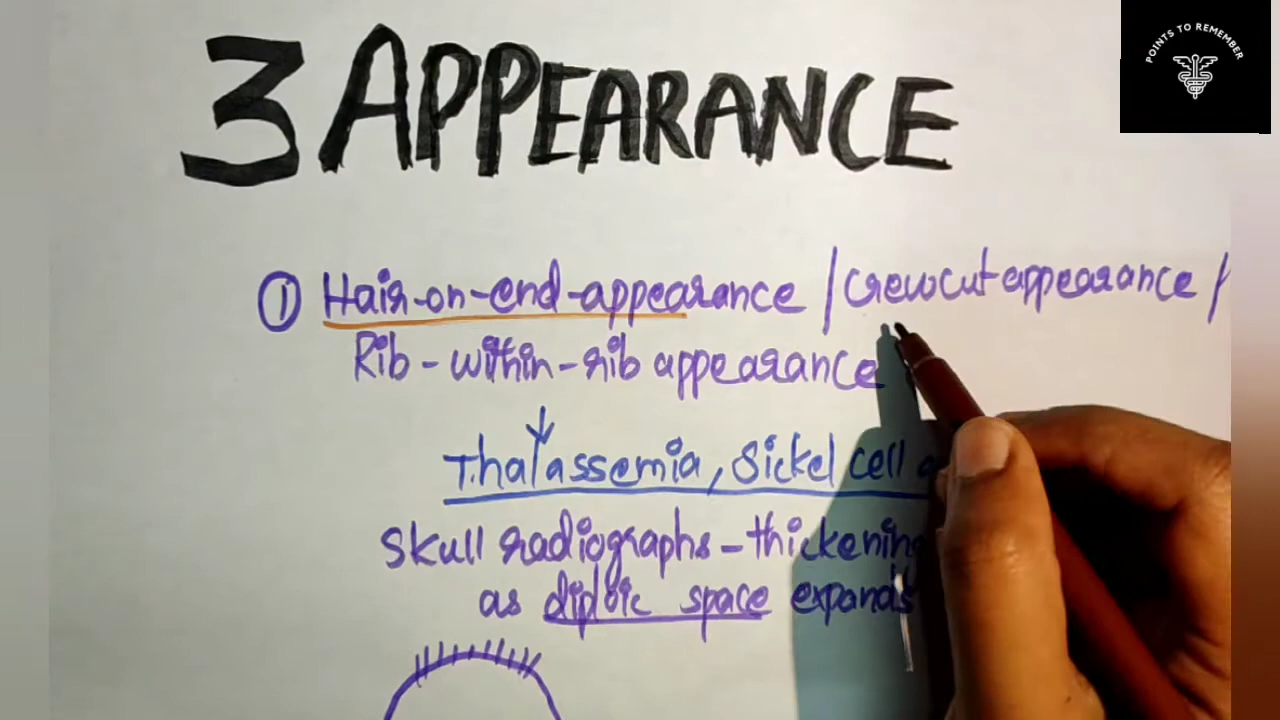 POINTS TO REMEMBER
3 APPEARANCE
① Hair-on-end-appearance / Crewcut appearance /
Rib-within-rib appearance
Thalassemia, Sickel cell
Skull radiographs - thickening
as diploic space expands